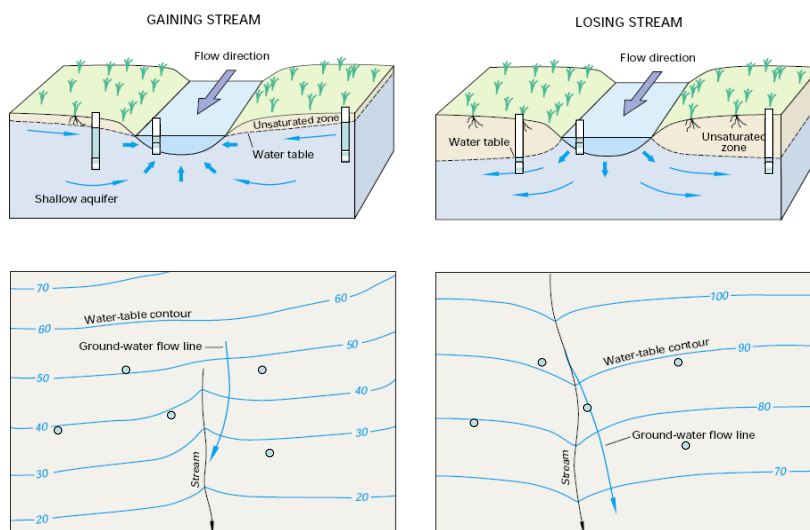 GAINING STREAM
Flow direction
Unsaturated zone
Water table
Shallow aquifer
LOSING STREAM
Flow direction
Water table
Unsaturated
zone
70
60
Water-table contour
60
Ground-water flow line
50
50
40
40
30
30
Stream
20
20
100
Water-table contour
90
80
Ground-water flow line
Stream
70